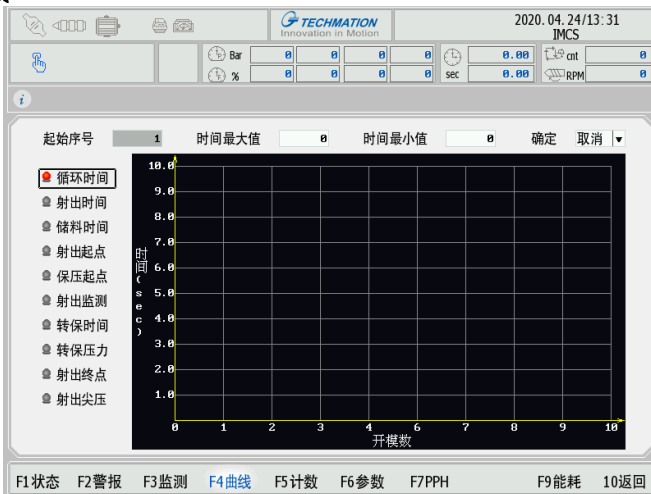 TECHMATION
Innovation in Motion
2020.04.24/13:31
IMCS
Bar 0 0 0 0 0.00 cnt 0
% 0 0 0 0 sec 0.00 RPM 0
起始序号 1 时间最大值 0 时间最小值 0 确定 取消
循环时间
射出时间
储料时间
射出起点
保压起点
射出监测
转保时间
转保压力
射出终点
射出尖压
时间(sec)
10.0
9.0
8.0
7.0
6.0
5.0
4.0
3.0
2.0
1.0
0 1 2 3 4 6 7 8 9 10
开模数
F1状态 F2警报 F3监测 F4曲线 F5计数 F6参数 F7PPH F9能耗 10返回